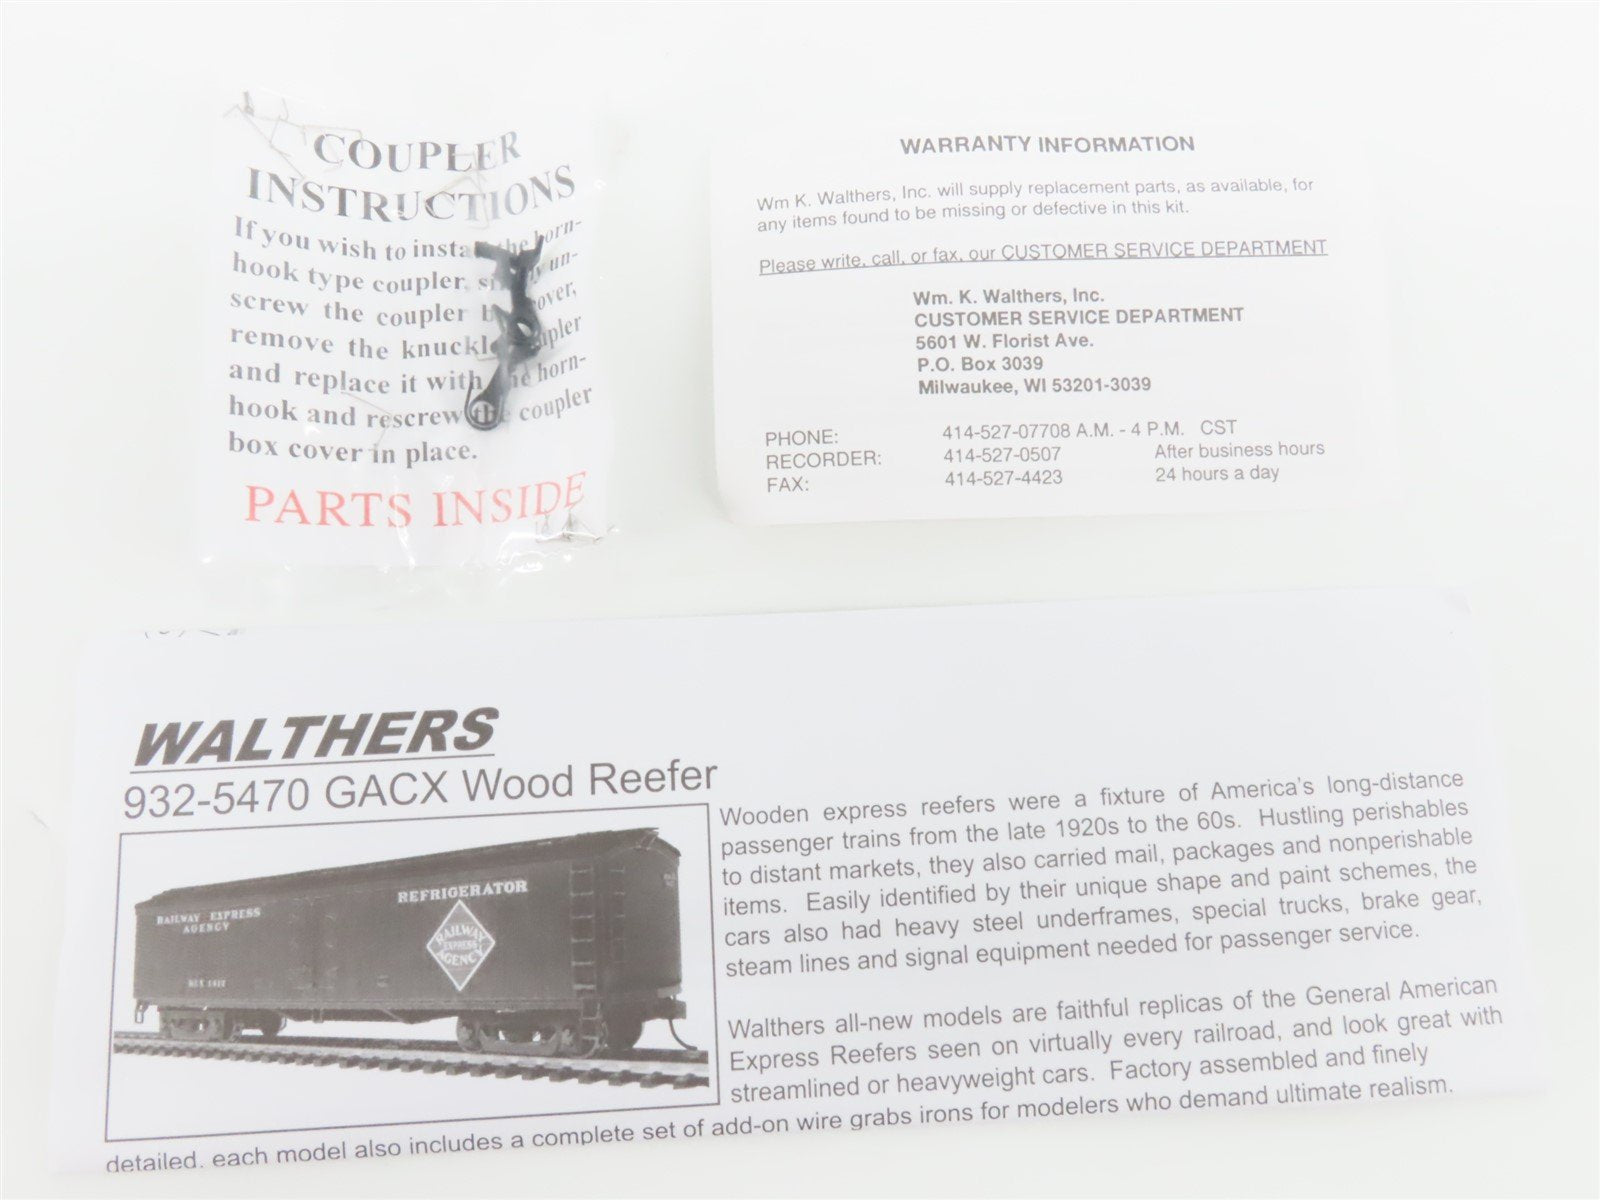 COUPLER
INSTRUCTIONS
If you wish to install the horn-
hook type coupler, simply un-
screw the coupler box cover,
remove the knuckle coupler
and replace it with the horn-
hook and rescrew the coupler
box cover in place.
PARTS INSIDE
WARRANTY INFORMATION
Wm K. Walthers, Inc. will supply replacement parts, as available, for
any items found to be missing or defective in this kit.
Please write, call, or fax, our CUSTOMER SERVICE DEPARTMENT
Wm. K. Walthers, Inc.
CUSTOMER SERVICE DEPARTMENT
5601 W. Florist Ave.
P.O. Box 3039
Milwaukee, WI 53201-3039
PHONE: 414-527-07708 A.M. - 4 P.M. CST
RECORDER: 414-527-0507 After business hours
FAX: 414-527-4423 24 hours a day
WALTHERS
932-5470 GACX Wood Reefer
REFRIGERATOR
RAILWAY EXPRESS
AGENCY
RAILWAY
EXPRESS
AGENCY
Wooden express reefers were a fixture of America's long-distance
passenger trains from the late 1920s to the 60s. Hustling perishables
to distant markets, they also carried mail, packages and nonperishable
items. Easily identified by their unique shape and paint schemes, the
cars also had heavy steel underframes, special trucks, brake gear,
steam lines and signal equipment needed for passenger service.
Walthers all-new models are faithful replicas of the General American
Express Reefers seen on virtually every railroad, and look great with
streamlined or heavyweight cars. Factory assembled and finely
detailed, each model also includes a complete set of add-on wire grabs irons for modelers who demand ultimate realism.